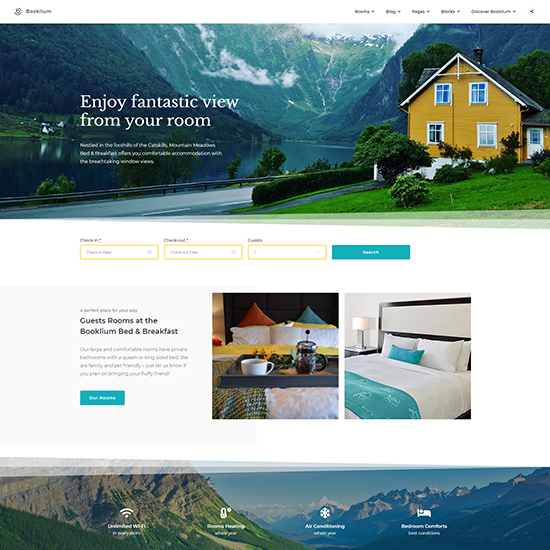 Booklium
Rooms Blog Pages Blocks Discover Booklium
Enjoy fantastic view
from your room
Nestled in the foothills of the Catskills, Mountain Meadows
Bed & Breakfast offers you comfortable accommodation with
the breathtaking window views.
Check-in * Check-out * Guests
Check-in Date Check-out Date 1 Search
A perfect place for your stay
Guests Rooms at the
Booklium Bed & Breakfast
Our large and comfortable rooms have private
bathrooms with a queen or king sized bed. We
are family and pet friendly – just let us know if
you plan on bringing your fluffy friend!
Our Rooms
Unlimited Wi-Fi Rooms Heating Air Conditioning Bedroom Comforts
in every room whole year whole year best conditions